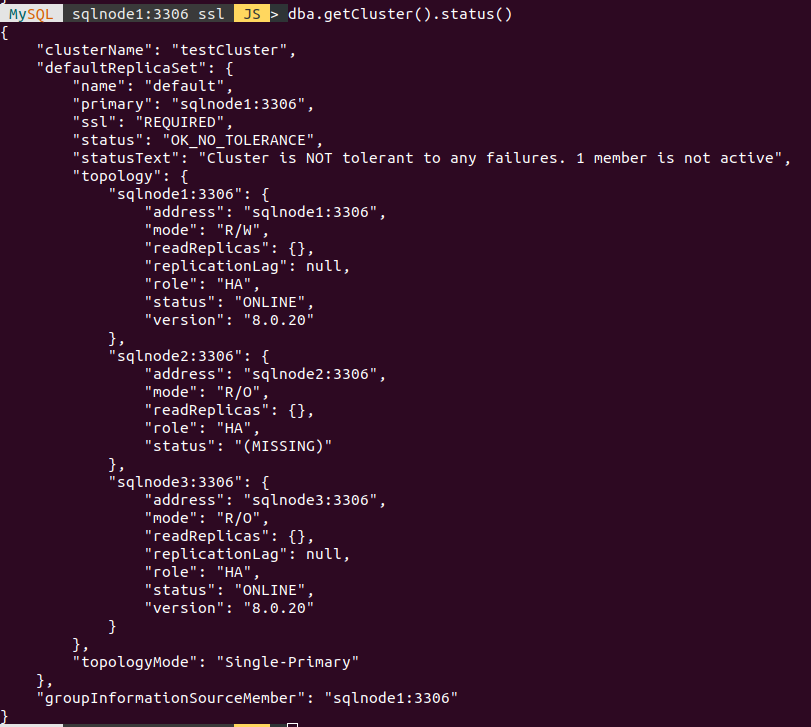 MySQL sqlnode1:3306 ssl JS > dba.getCluster().status()
{
    "clusterName": "testCluster",
    "defaultReplicaSet": {
        "name": "default",
        "primary": "sqlnode1:3306",
        "ssl": "REQUIRED",
        "status": "OK_NO_TOLERANCE",
        "statusText": "Cluster is NOT tolerant to any failures. 1 member is not active",
        "topology": {
            "sqlnode1:3306": {
                "address": "sqlnode1:3306",
                "mode": "R/W",
                "readReplicas": {},
                "replicationLag": null,
                "role": "HA",
                "status": "ONLINE",
                "version": "8.0.20"
            },
            "sqlnode2:3306": {
                "address": "sqlnode2:3306",
                "mode": "R/O",
                "readReplicas": {},
                "role": "HA",
                "status": "(MISSING)"
            },
            "sqlnode3:3306": {
                "address": "sqlnode3:3306",
                "mode": "R/O",
                "readReplicas": {},
                "replicationLag": null,
                "role": "HA",
                "status": "ONLINE",
                "version": "8.0.20"
            }
        },
        "topologyMode": "Single-Primary"
    },
    "groupInformationSourceMember": "sqlnode1:3306"
}